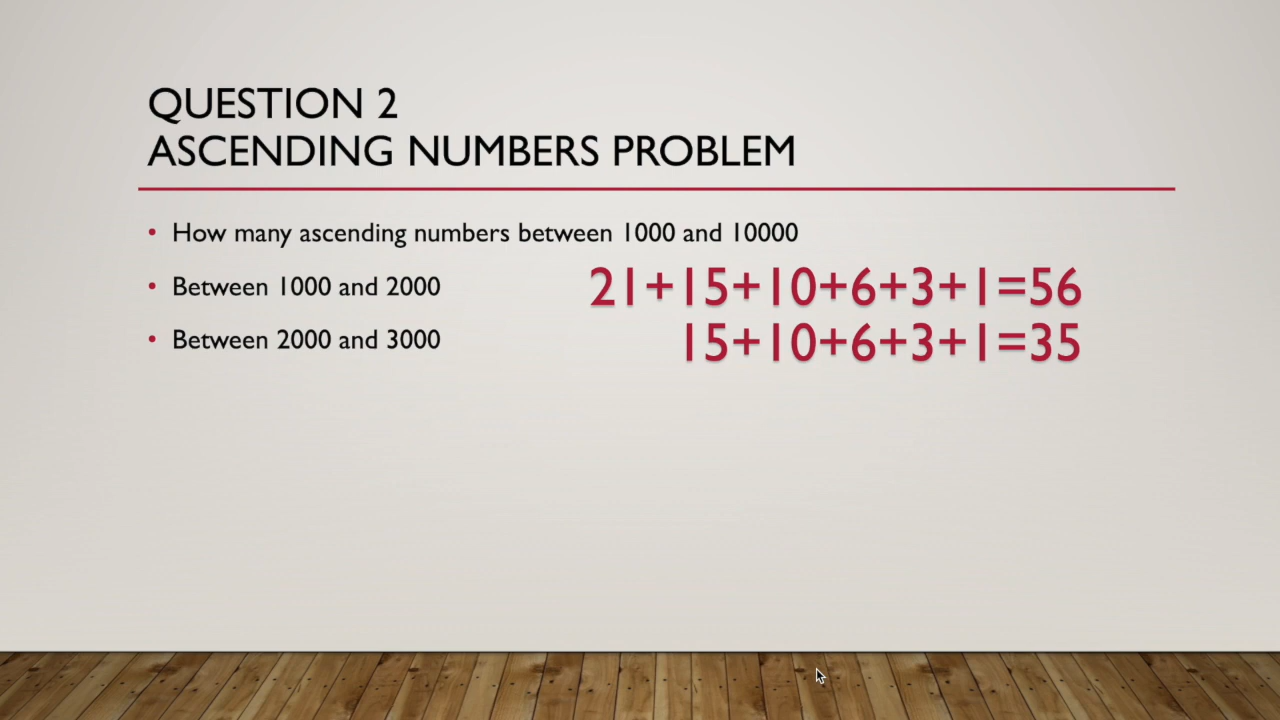 QUESTION 2
ASCENDING NUMBERS PROBLEM
• How many ascending numbers between 1000 and 10000
• Between 1000 and 2000
21+15+10+6+3+1=56
• Between 2000 and 3000
15+10+6+3+1=35